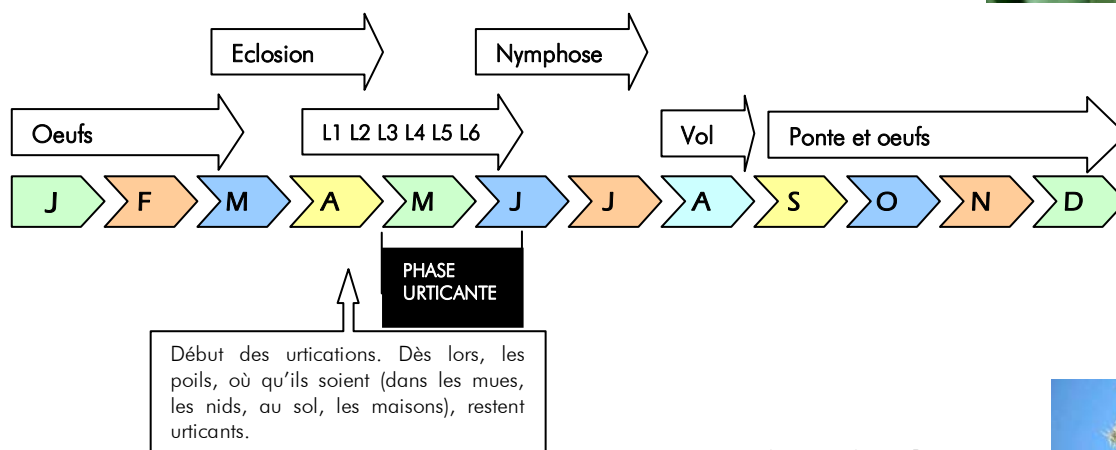 Eclosion
Nymphose
Oeufs
L1 L2 L3 L4 L5 L6
Vol
Ponte et oeufs
J F M A M J J A S O N D
PHASE
URTICANTE
Début des urtications. Dès lors, les
poils, où qu'ils soient (dans les mues,
les nids, au sol, les maisons), restent
urticants.